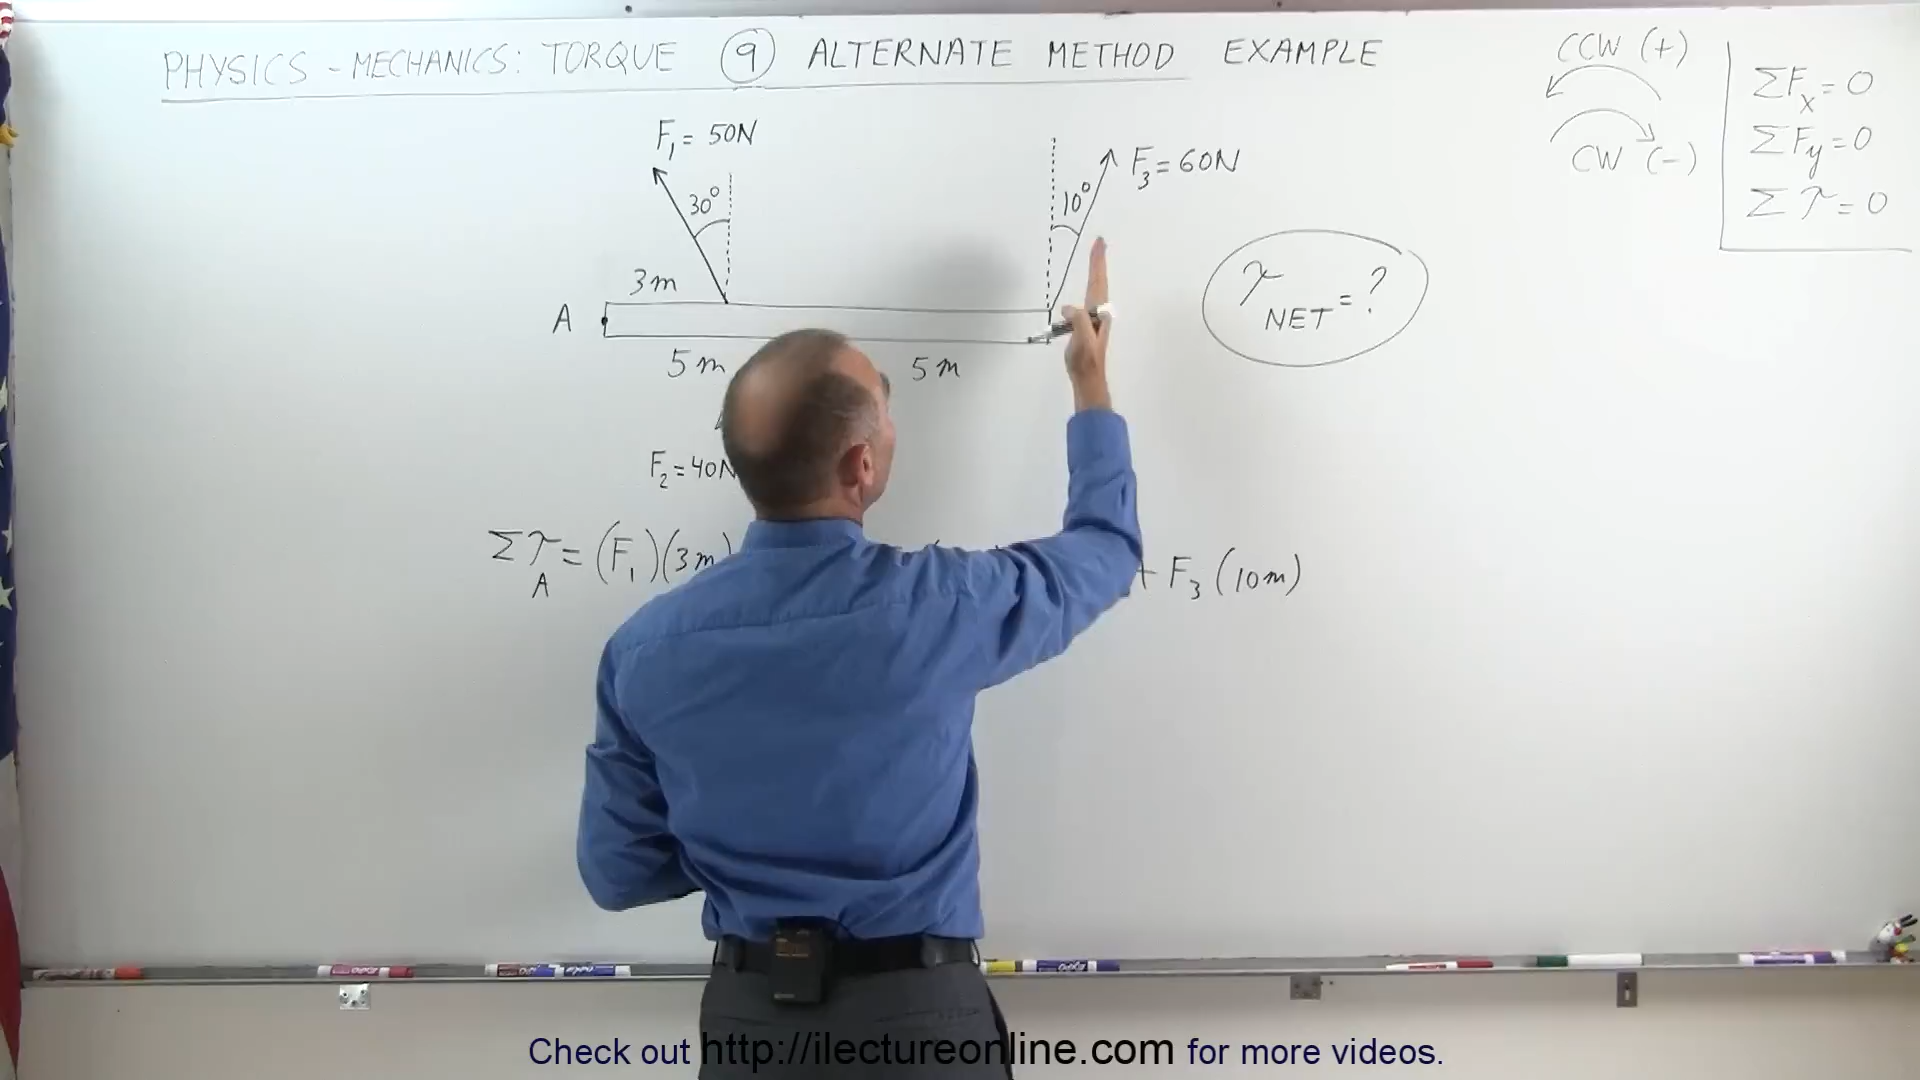 PHYSICS - MECHANICS: TORQUE 9 ALTERNATE METHOD EXAMPLE
CCW (+)
CW (-)
ΣFx = 0
ΣFy = 0
Στ = 0
F1 = 50N
30°
F3 = 60N
10°
3m
A
5m
5m
τNET = ?
F2 = 40N
ΣτA = (F1)(3m)
+ F3 (10m)
Check out http://ilectureonline.com for more videos.